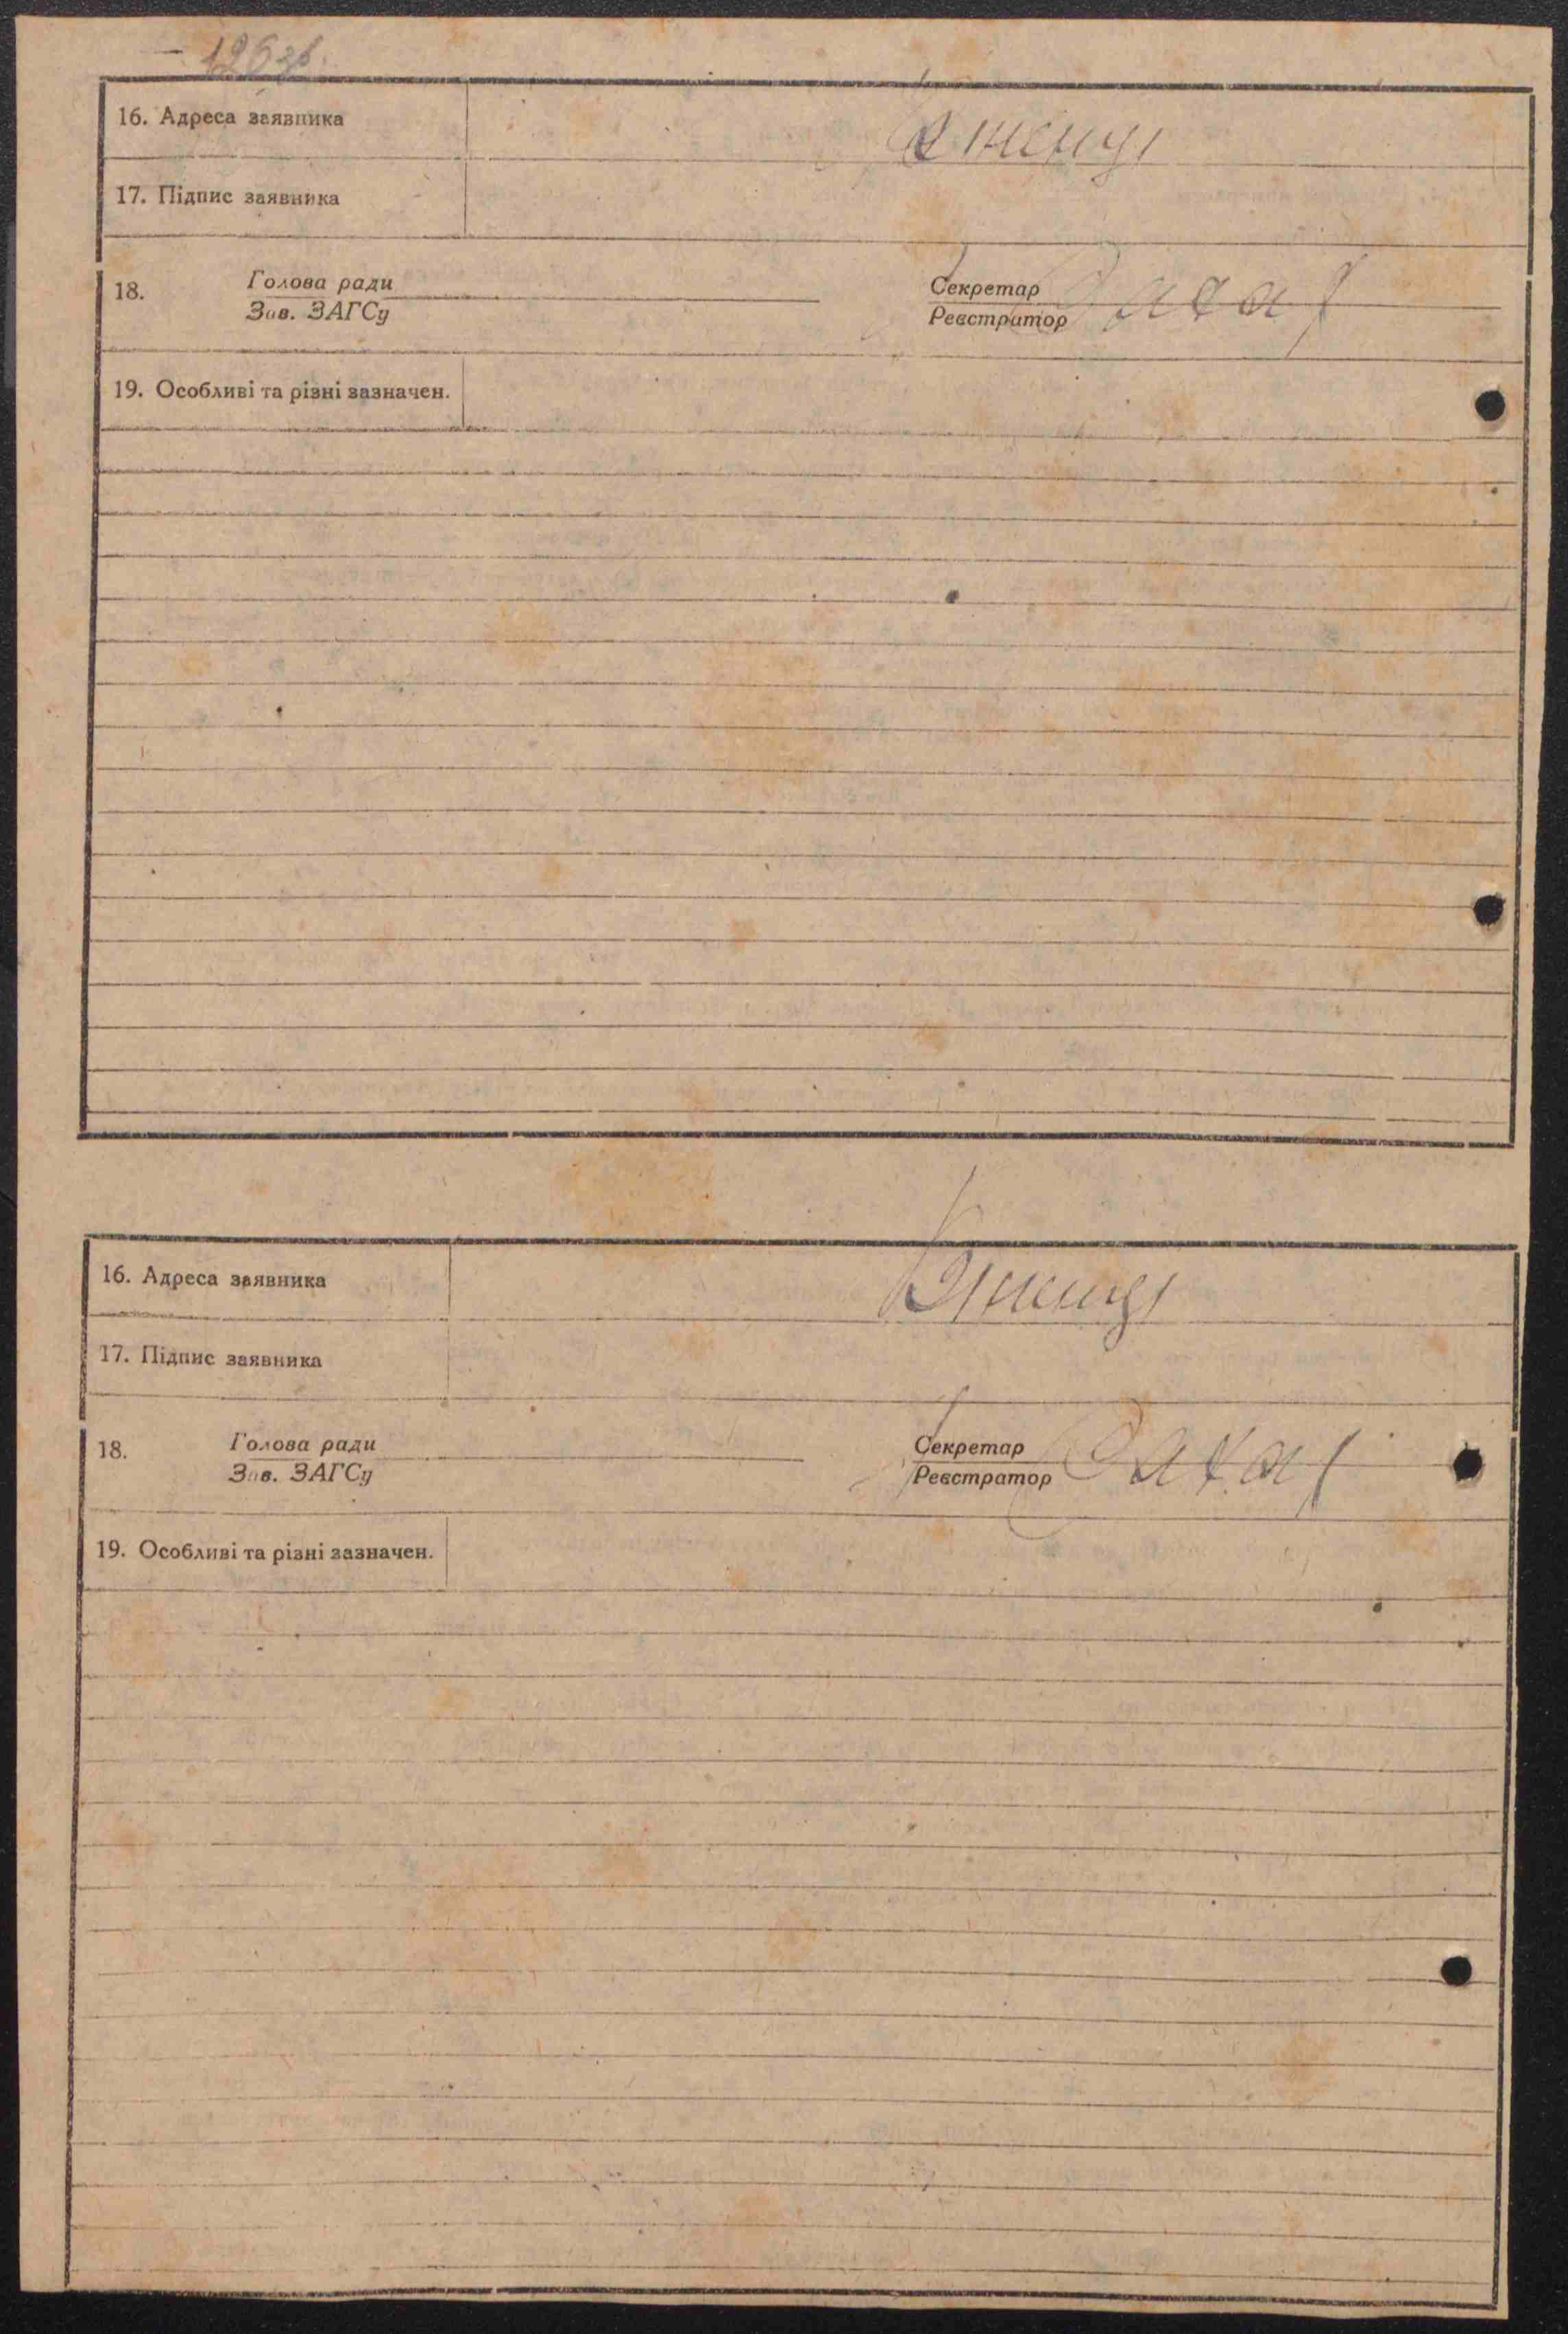 126зв.
16. Адреса заявника
17. Підпис заявника
18. Голова ради Секретар
Зав. ЗАГСу Реєстратор
19. Особливі та різні зазначен.
16. Адреса заявника
17. Підпис заявника
18. Голова ради Секретар
Зав. ЗАГСу Реєстратор
19. Особливі та різні зазначен.